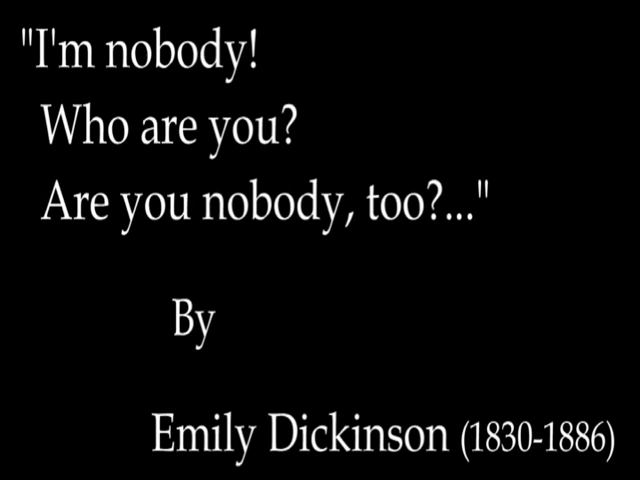 "I'm nobody!
Who are you?
Are you nobody, too?..."
By
Emily Dickinson (1830-1886)